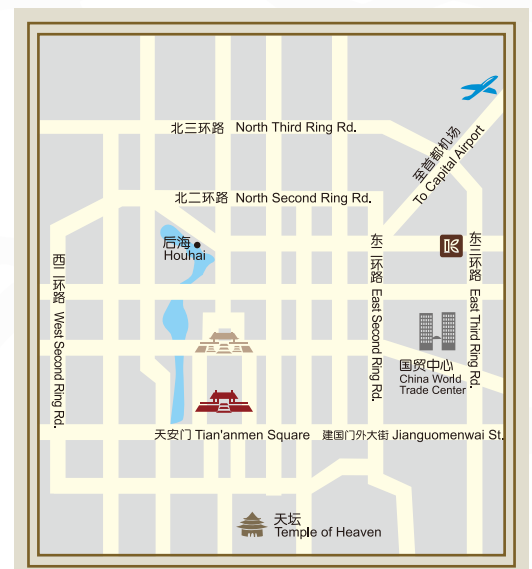 北三环路 North Third Ring Rd.
至首都机场
To Capital Airport
北二环路 North Second Ring Rd.
后海
Houhai
西二环路 West Second Ring Rd.
东二环路 East Second Ring Rd.
东三环路 East Third Ring Rd.
国贸中心
China World
Trade Center
天安门 Tian'anmen Square
建国门外大街 Jianguomenwai St.
天坛
Temple of Heaven